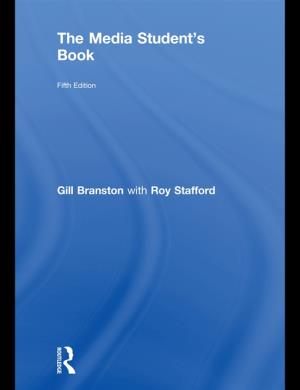 The Media Student's
Book
Fifth Edition
Gill Branston with Roy Stafford
ROUTLEDGE